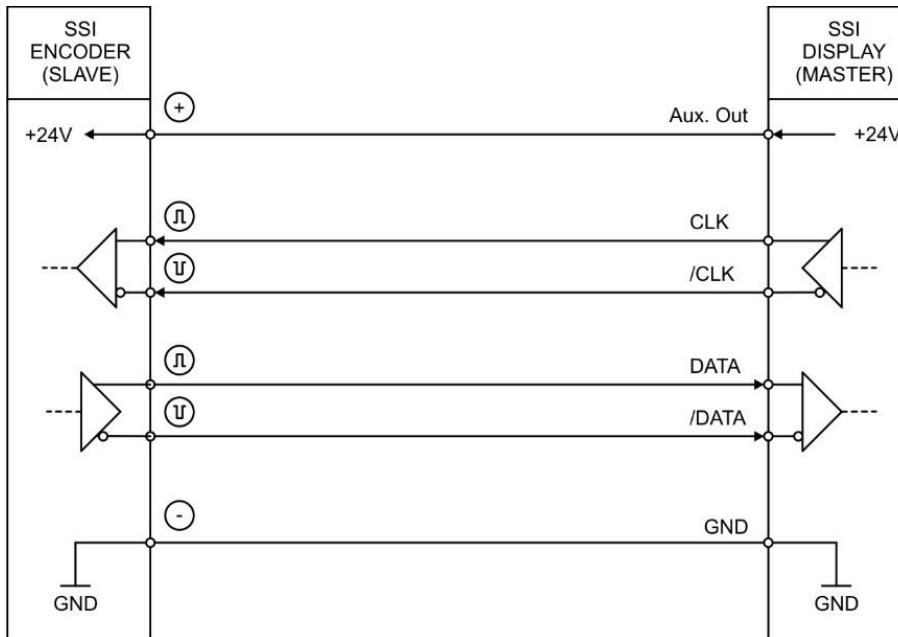 SSI
ENCODER
(SLAVE)
SSI
DISPLAY
(MASTER)
+
Aux. Out
+24V
+24V
CLK
/CLK
DATA
/DATA
-
GND
GND
GND